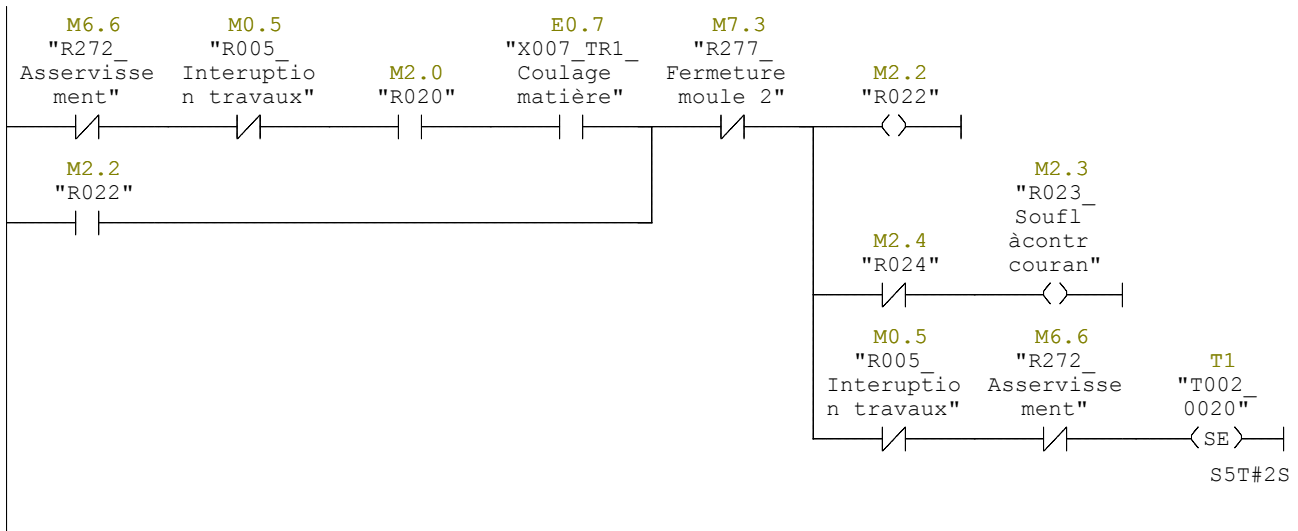 M6.6
"R272_
Asservisse
ment"
M0.5
"R005_
Interuptio
n travaux"
M2.0
"R020"
E0.7
"X007_TR1_
Coulage
matière"
M7.3
"R277_
Fermeture
moule 2"
M2.2
"R022"
M2.2
"R022"
M2.4
"R024"
M2.3
"R023_
Soufl
àcontr
couran"
M0.5
"R005_
Interuptio
n travaux"
M6.6
"R272_
Asservisse
ment"
T1
"T002_
0020"
SE
S5T#2S